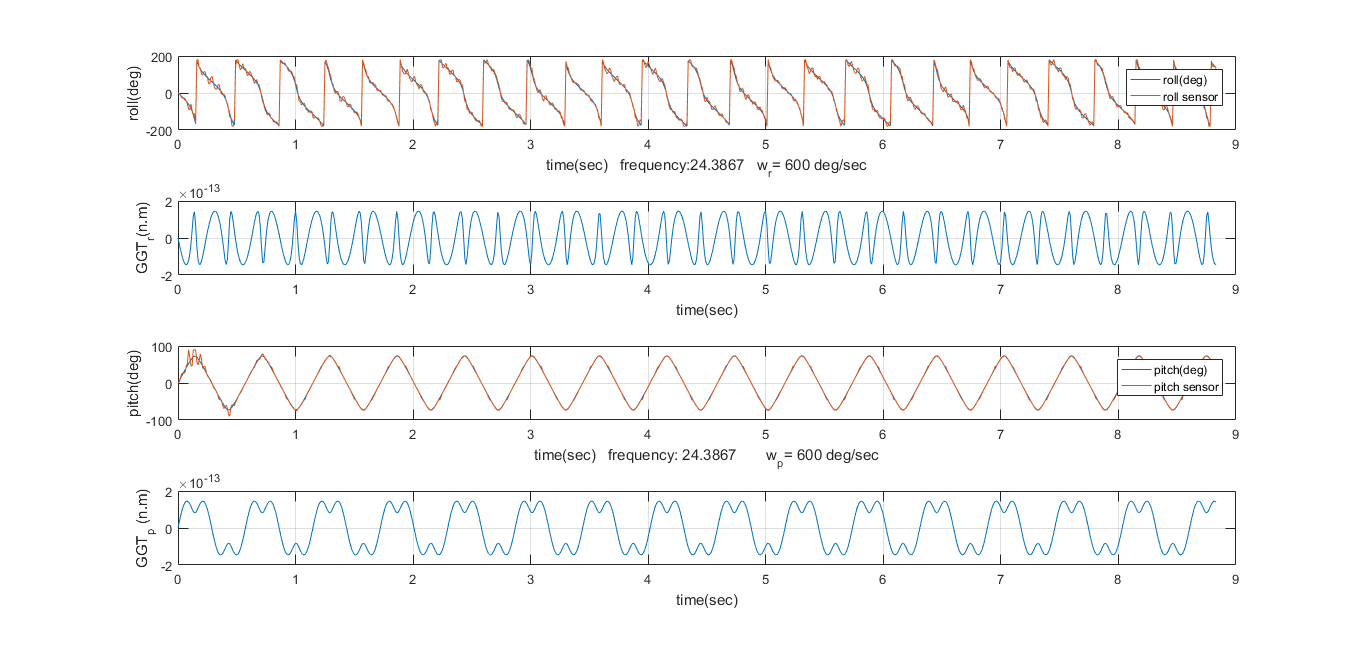 roll(deg)
200
0
-200
roll(deg)
roll sensor
0 1 2 3 4 5 6 7 8 9
time(sec) frequency:24.3867 w_r= 600 deg/sec
×10^-13
GGT_r(n.m)
2
0
-2
0 1 2 3 4 5 6 7 8 9
time(sec)
pitch(deg)
100
0
-100
pitch(deg)
pitch sensor
0 1 2 3 4 5 6 7 8 9
time(sec) frequency: 24.3867 w_p= 600 deg/sec
×10^-13
GGT_p (n.m)
2
0
-2
0 1 2 3 4 5 6 7 8 9
time(sec)